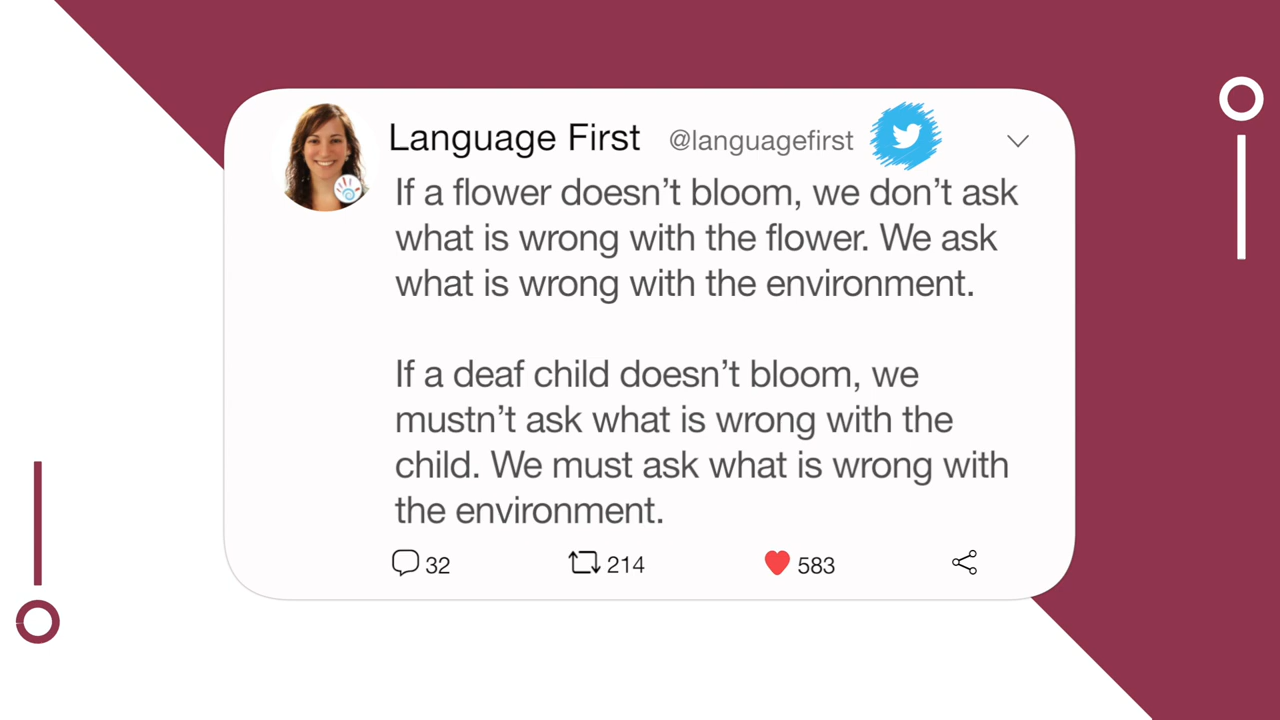 Language First @languagefirst
If a flower doesn’t bloom, we don’t ask
what is wrong with the flower. We ask
what is wrong with the environment.
If a deaf child doesn’t bloom, we
mustn’t ask what is wrong with the
child. We must ask what is wrong with
the environment.
32 214 583